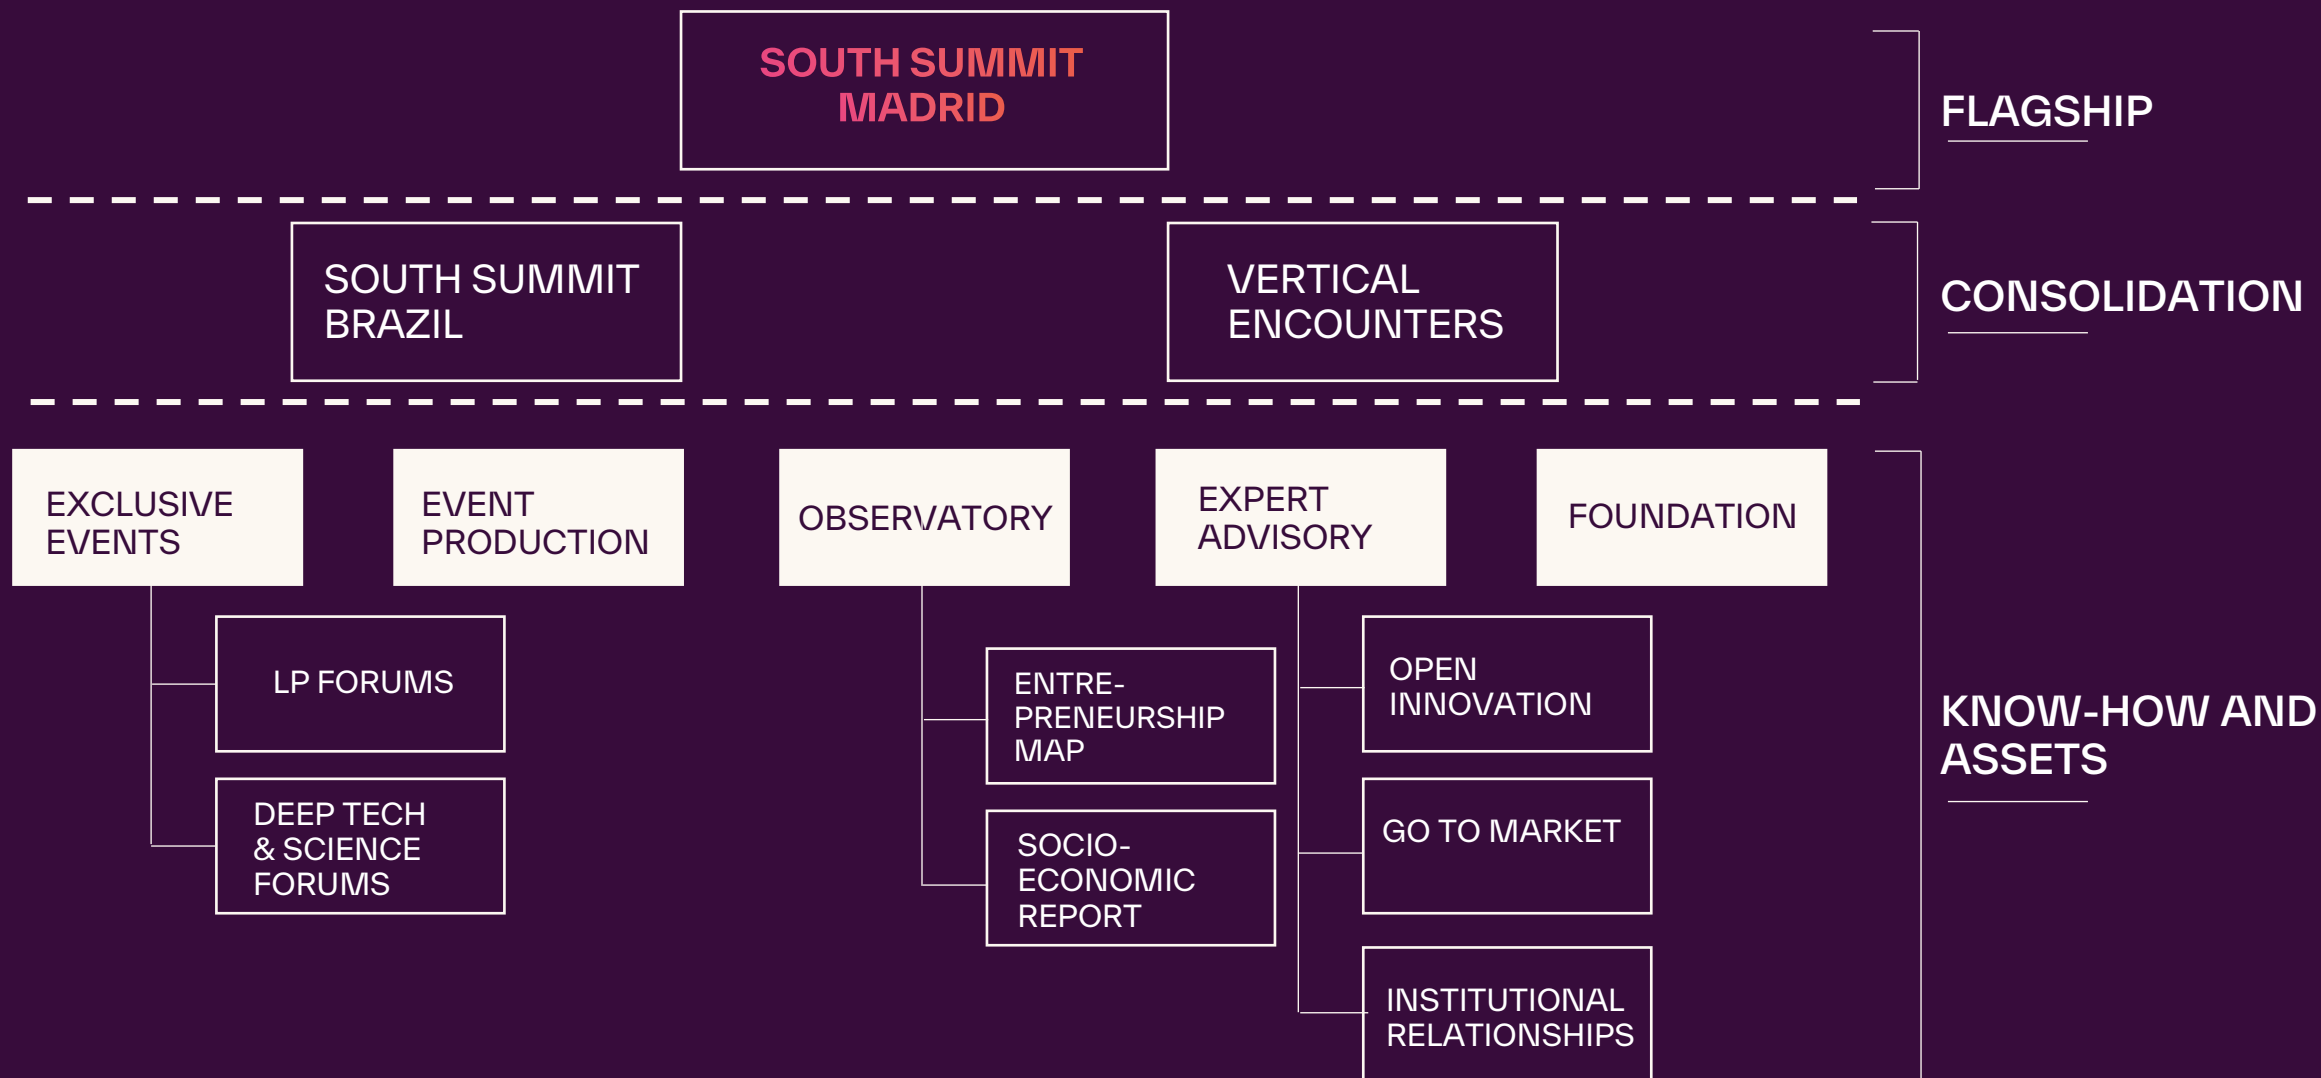 SOUTH SUMMIT
MADRID
FLAGSHIP
SOUTH SUMMIT
BRAZIL
VERTICAL
ENCOUNTERS
CONSOLIDATION
EXCLUSIVE
EVENTS
EVENT
PRODUCTION
OBSERVATORY
EXPERT
ADVISORY
FOUNDATION
LP FORUMS
DEEP TECH
& SCIENCE
FORUMS
ENTRE-
PRENEURSHIP
MAP
SOCIO-
ECONOMIC
REPORT
OPEN
INNOVATION
GO TO MARKET
INSTITUTIONAL
RELATIONSHIPS
KNOW-HOW AND
ASSETS